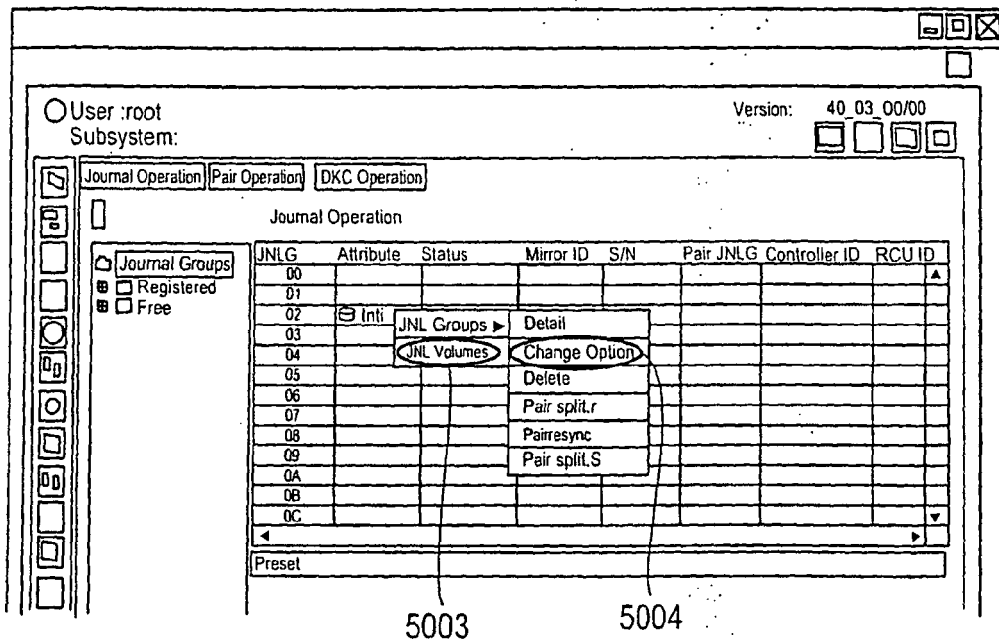 User :root
Version: 40_03_00/00
Subsystem:
Journal Operation Pair Operation DKC Operation
Journal Operation
Journal Groups
Registered
Free
JNLG Attribute Status Mirror ID S/N Pair JNLG Controller ID RCU ID
00
01
02 Inti
03
04
05
06
07
08
09
0A
0B
0C
JNL Groups
JNL Volumes
Detail
Change Option
Delete
Pair split.r
Pairresync
Pair split.S
Preset
5003
5004